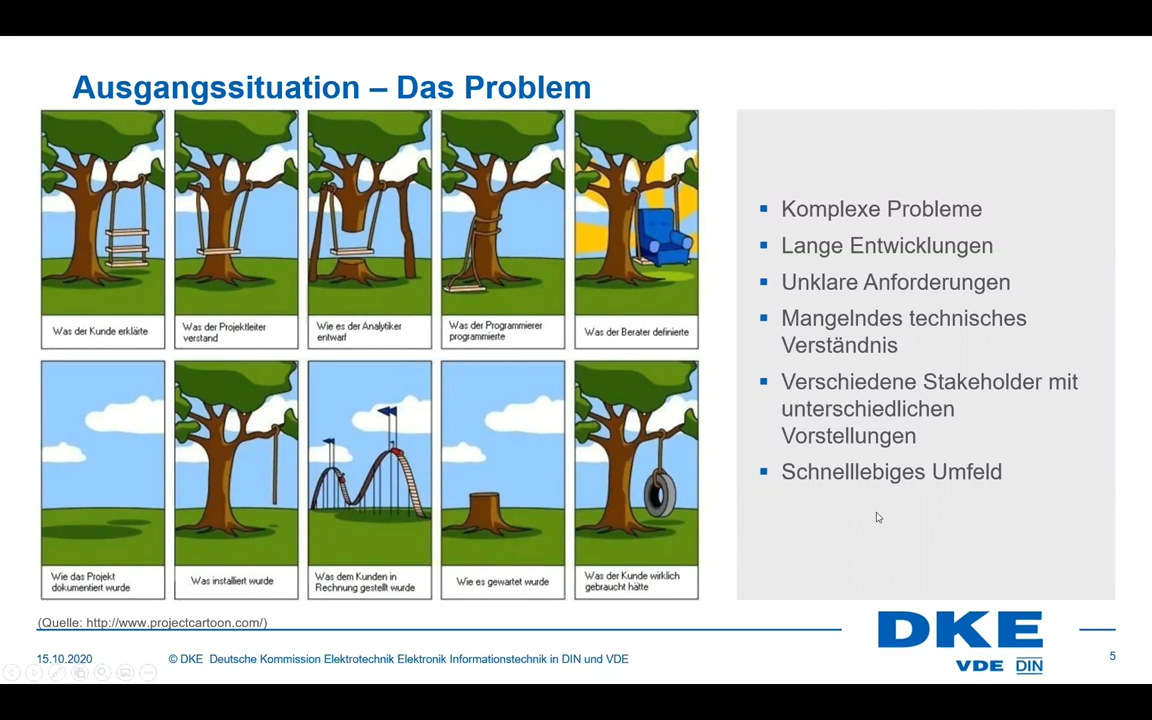 Ausgangssituation – Das Problem
Was der Kunde erklärte
Was der Projektleiter
verstand
Wie es der Analytiker
entwarf
Was der Programmierer
programmierte
Was der Berater definierte
Wie das Projekt
dokumentiert wurde
Was installiert wurde
Was dem Kunden in
Rechnung gestellt wurde
Wie es gewartet wurde
Was der Kunde wirklich
gebraucht hätte
(Quelle: http://www.projectcartoon.com/)
▪ Komplexe Probleme
▪ Lange Entwicklungen
▪ Unklare Anforderungen
▪ Mangelndes technisches
Verständnis
▪ Verschiedene Stakeholder mit
unterschiedlichen
Vorstellungen
▪ Schnelllebiges Umfeld
15.10.2020
© DKE Deutsche Kommission Elektrotechnik Elektronik Informationstechnik in DIN und VDE
DKE
VDE DIN
5